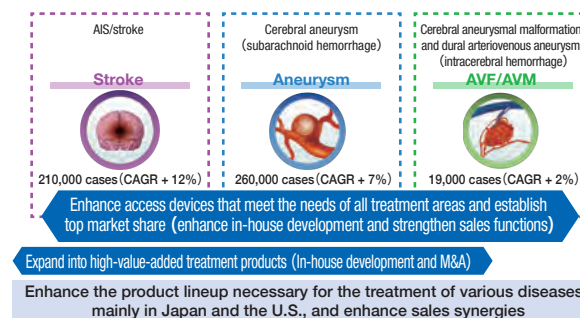 AIS/stroke
Stroke
210,000 cases (CAGR + 12%)
Cerebral aneurysm
(subarachnoid hemorrhage)
Aneurysm
260,000 cases (CAGR + 7%)
Cerebral aneurysmal malformation
and dural arteriovenous aneurysm
(intracerebral hemorrhage)
AVF/AVM
19,000 cases (CAGR + 2%)
Enhance access devices that meet the needs of all treatment areas and establish
top market share (enhance in-house development and strengthen sales functions)
Expand into high-value-added treatment products (In-house development and M&A)
Enhance the product lineup necessary for the treatment of various diseases,
mainly in Japan and the U.S., and enhance sales synergies